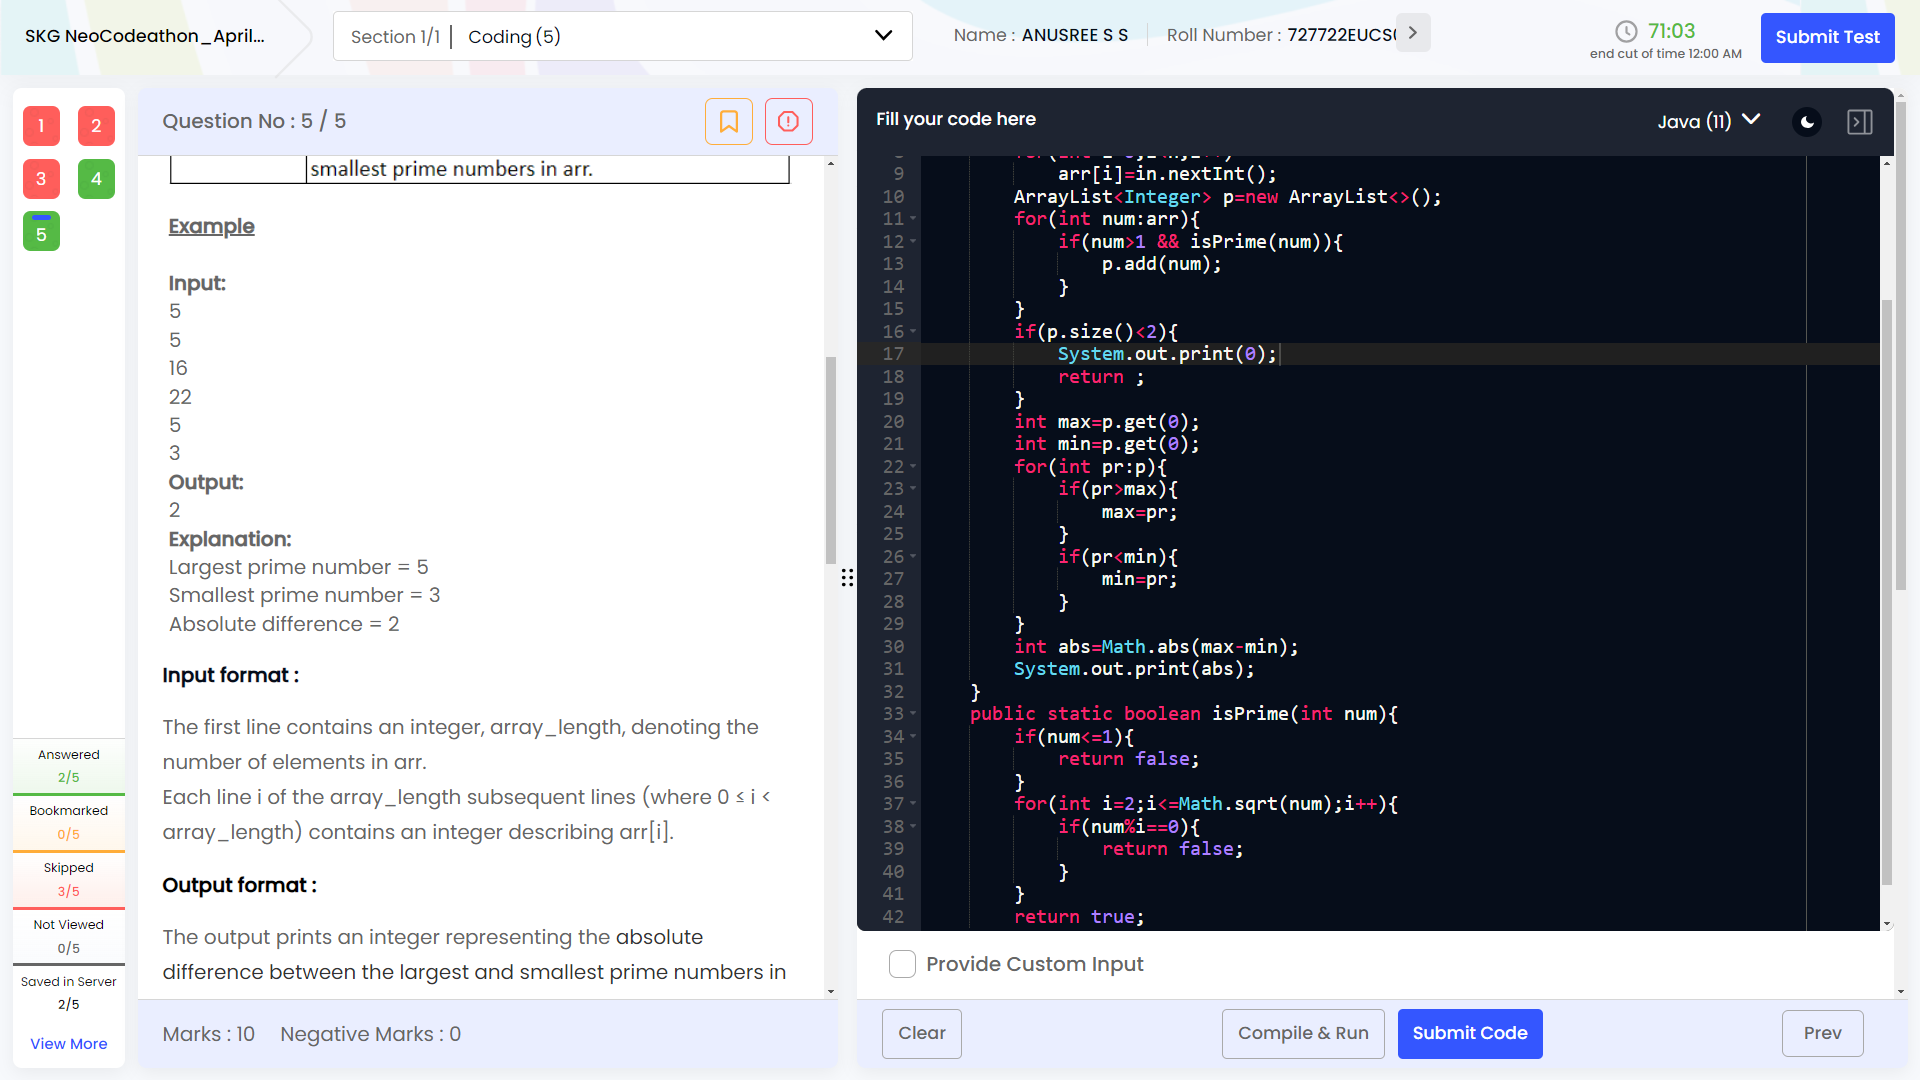 SKG NeoCodeathon_April...
Section 1/1 | Coding (5)
Name : ANUSREE S S
Roll Number : 727722EUCS
71:03
end cut of time 12:00 AM
Submit Test
1 2
3 4
5
Answered
2/5
Bookmarked
0/5
Skipped
3/5
Not Viewed
0/5
Saved in Server
2/5
View More
Question No : 5 / 5
smallest prime numbers in arr.
Example
Input:
5
5
16
22
5
3
Output:
2
Explanation:
Largest prime number = 5
Smallest prime number = 3
Absolute difference = 2
Input format :
The first line contains an integer, array_length, denoting the
number of elements in arr.
Each line i of the array_length subsequent lines (where 0 ≤ i <
array_length) contains an integer describing arr[i].
Output format :
The output prints an integer representing the absolute
difference between the largest and smallest prime numbers in
Marks : 10 Negative Marks : 0
Fill your code here
Java (11)
9 arr[i]=in.nextInt();
10 ArrayList<Integer> p=new ArrayList<>();
11 for(int num:arr){
12 if(num>1 && isPrime(num)){
13 p.add(num);
14 }
15 }
16 if(p.size()<2){
17 System.out.print(0);
18 return ;
19 }
20 int max=p.get(0);
21 int min=p.get(0);
22 for(int pr:p){
23 if(pr>max){
24 max=pr;
25 }
26 if(pr<min){
27 min=pr;
28 }
29 }
30 int abs=Math.abs(max-min);
31 System.out.print(abs);
32 }
33 public static boolean isPrime(int num){
34 if(num<=1){
35 return false;
36 }
37 for(int i=2;i<=Math.sqrt(num);i++){
38 if(num%i==0){
39 return false;
40 }
41 }
42 return true;
Provide Custom Input
Clear
Compile & Run
Submit Code
Prev